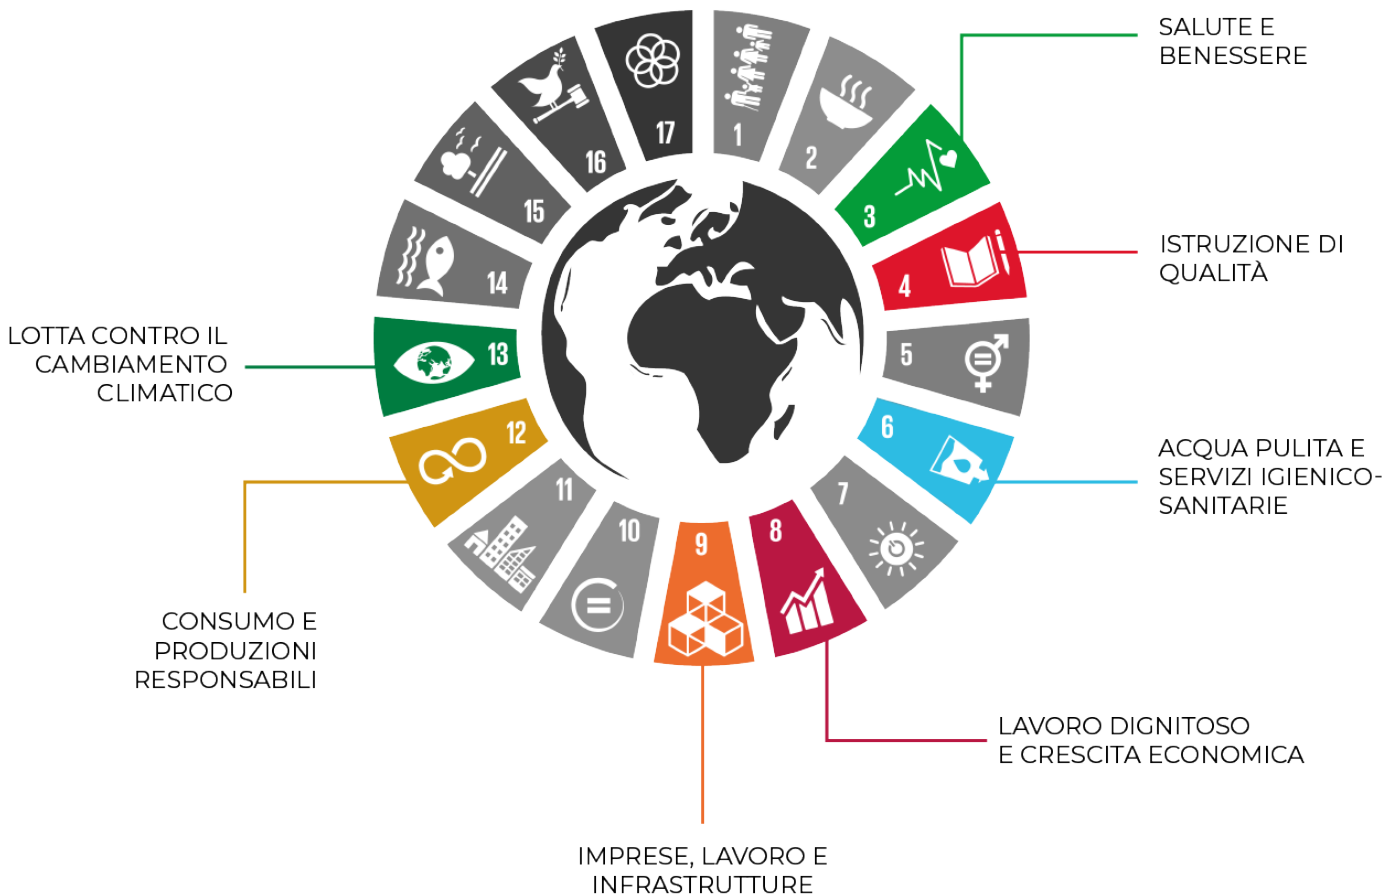 SALUTE E
BENESSERE
ISTRUZIONE DI
QUALITÀ
ACQUA PULITA E
SERVIZI IGIENICO-
SANITARIE
LAVORO DIGNITOSO
E CRESCITA ECONOMICA
IMPRESE, LAVORO E
INFRASTRUTTURE
CONSUMO E
PRODUZIONI
RESPONSABILI
LOTTA CONTRO IL
CAMBIAMENTO
CLIMATICO
1
2
3
4
5
6
7
8
9
10
11
12
13
14
15
16
17